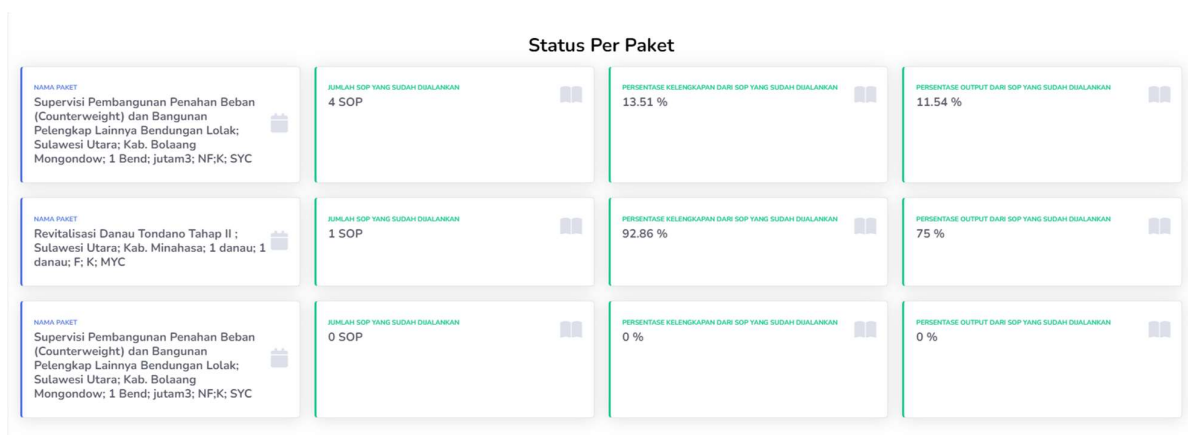 Status Per Paket
NAMA PAKET
Supervisi Pembangunan Penahan Beban
(Counterweight) dan Bangunan
Pelengkap Lainnya Bendungan Lolak;
Sulawesi Utara; Kab. Bolaang
Mongondow; 1 Bend; jutam3; NF;K; SYC
JUMLAH SOP YANG SUDAH DIJALANKAN
4 SOP
PERSENTASE KELENGKAPAN DARI SOP YANG SUDAH DIJALANKAN
13.51 %
PERSENTASE OUTPUT DARI SOP YANG SUDAH DIJALANKAN
11.54 %
NAMA PAKET
Revitalisasi Danau Tondano Tahap II ;
Sulawesi Utara; Kab. Minahasa; 1 danau; 1
danau; F; K; MYC
JUMLAH SOP YANG SUDAH DIJALANKAN
1 SOP
PERSENTASE KELENGKAPAN DARI SOP YANG SUDAH DIJALANKAN
92.86 %
PERSENTASE OUTPUT DARI SOP YANG SUDAH DIJALANKAN
75 %
NAMA PAKET
Supervisi Pembangunan Penahan Beban
(Counterweight) dan Bangunan
Pelengkap Lainnya Bendungan Lolak;
Sulawesi Utara; Kab. Bolaang
Mongondow; 1 Bend; jutam3; NF;K; SYC
JUMLAH SOP YANG SUDAH DIJALANKAN
0 SOP
PERSENTASE KELENGKAPAN DARI SOP YANG SUDAH DIJALANKAN
0 %
PERSENTASE OUTPUT DARI SOP YANG SUDAH DIJALANKAN
0 %